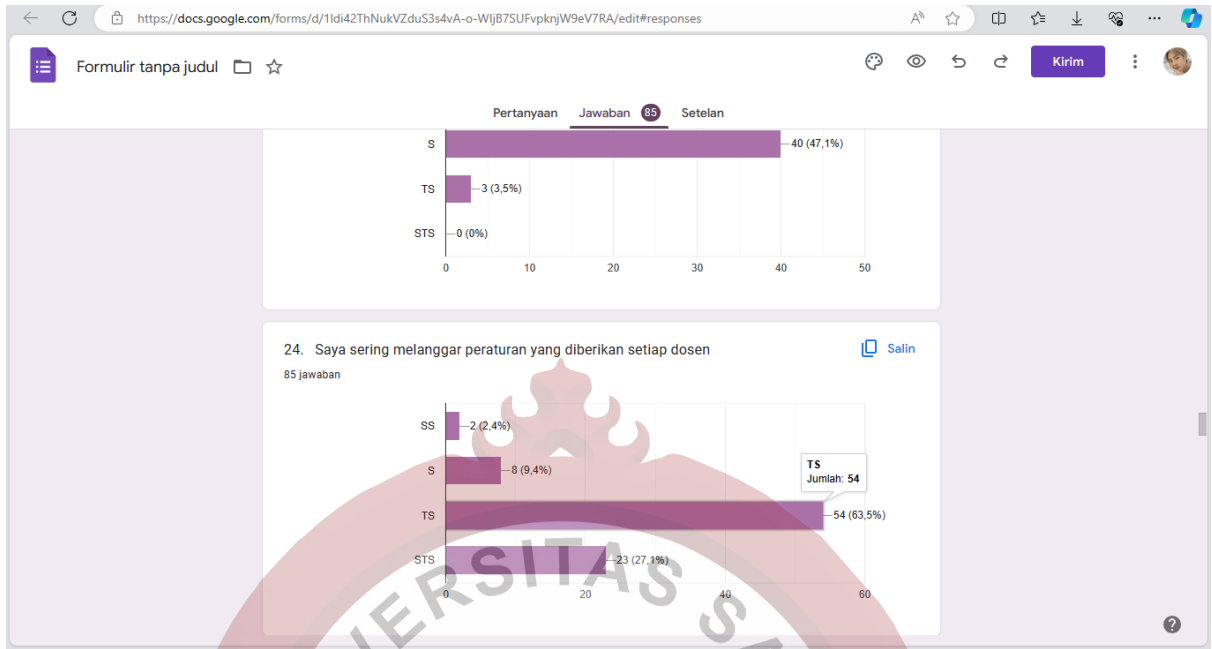 https://docs.google.com/forms/d/1Idi42ThNukVZduS3s4vA-o-WIjB7SUFvpknjW9eV7RA/edit#responses
Formulir tanpa judul
Kirim
Pertanyaan Jawaban 85 Setelan
S 40 (47,1%)
TS 3 (3,5%)
STS 0 (0%)
0 10 20 30 40 50
24. Saya sering melanggar peraturan yang diberikan setiap dosen
Salin
85 jawaban
SS 2 (2,4%)
S 8 (9,4%)
TS
Jumlah: 54
TS 54 (63,5%)
STS 23 (27,1%)
0 20 40 60
ERSITAS S